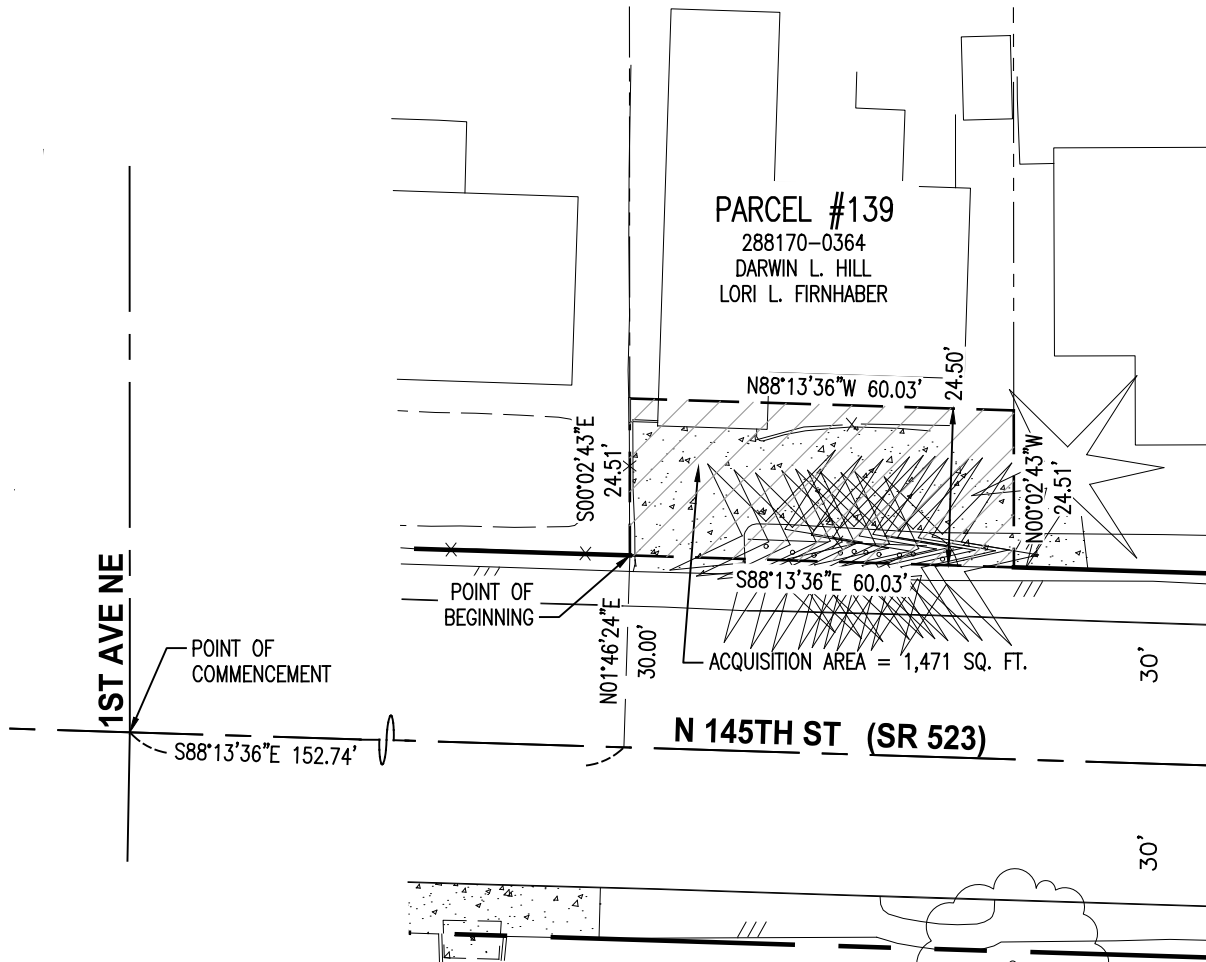 PARCEL #139
288170-0364
DARWIN L. HILL
LORI L. FIRNHABER
N88°13'36"W 60.03'
24.50'
S00°02'43"E
24.51'
N00°02'43"W
24.51'
S88°13'36"E 60.03'
POINT OF
BEGINNING
N01°46'24"E
30.00'
ACQUISITION AREA = 1,471 SQ. FT.
1ST AVE NE
POINT OF
COMMENCEMENT
S88°13'36"E 152.74'
N 145TH ST (SR 523)
30'
30'